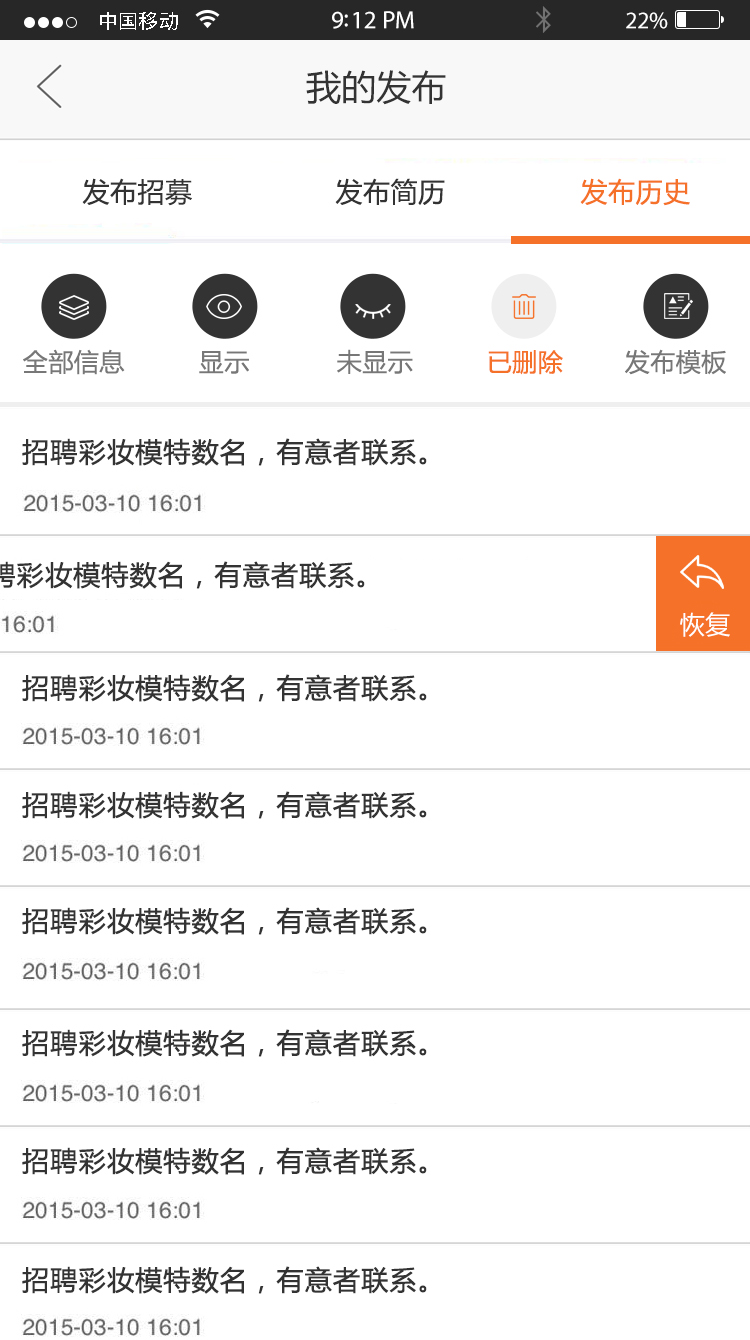 中国移动 9:12 PM 22%
我的发布
发布招募 发布简历 发布历史
全部信息 显示 未显示 已删除 发布模板
招聘彩妆模特数名，有意者联系。
2015-03-10 16:01
聘彩妆模特数名，有意者联系。
16:01
恢复
招聘彩妆模特数名，有意者联系。
2015-03-10 16:01
招聘彩妆模特数名，有意者联系。
2015-03-10 16:01
招聘彩妆模特数名，有意者联系。
2015-03-10 16:01
招聘彩妆模特数名，有意者联系。
2015-03-10 16:01
招聘彩妆模特数名，有意者联系。
2015-03-10 16:01
招聘彩妆模特数名，有意者联系。
2015-03-10 16:01